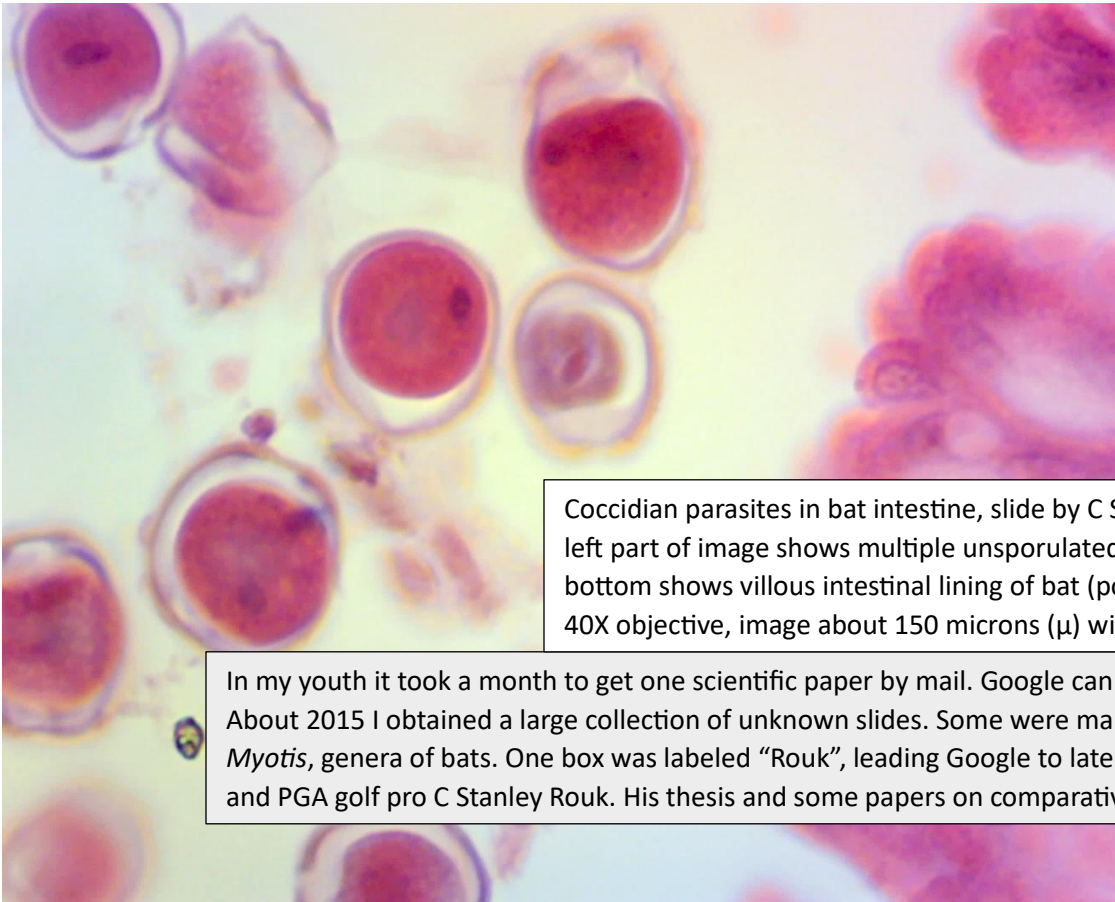 Coccidian parasites in bat intestine, slide by C
left part of image shows multiple unsporulated
bottom shows villous intestinal lining of bat
40X objective, image about 150 microns (μ)
In my youth it took a month to get one scientific paper by mail. Google can
About 2015 I obtained a large collection of unknown slides. Some were
Myotis, genera of bats. One box was labeled “Rouk”, leading Google to
and PGA golf pro C Stanley Rouk. His thesis and some papers on